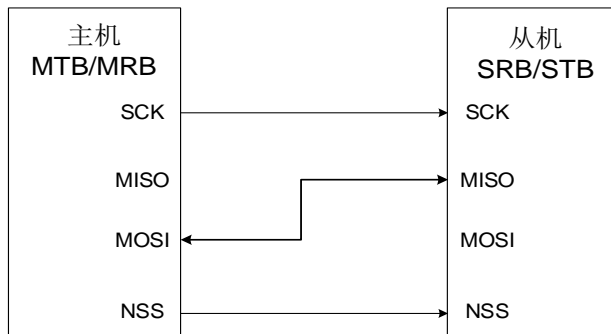 主机
MTB/MRB
SCK
MISO
MOSI
NSS
从机
SRB/STB
SCK
MISO
MOSI
NSS